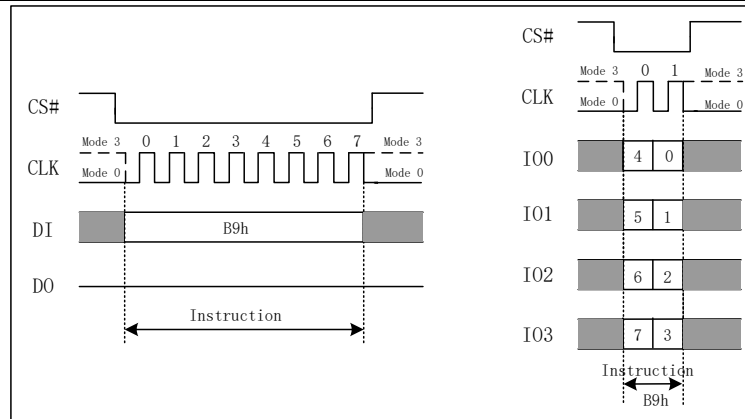 CS#
Mode 3 0 1 2 3 4 5 6 7 Mode 3
CLK
Mode 0 Mode 0
DI B9h
DO
Instruction
CS#
Mode 3 0 1 Mode 3
CLK
Mode 0 Mode 0
IO0 4 0
IO1 5 1
IO2 6 2
IO3 7 3
Instruction
B9h